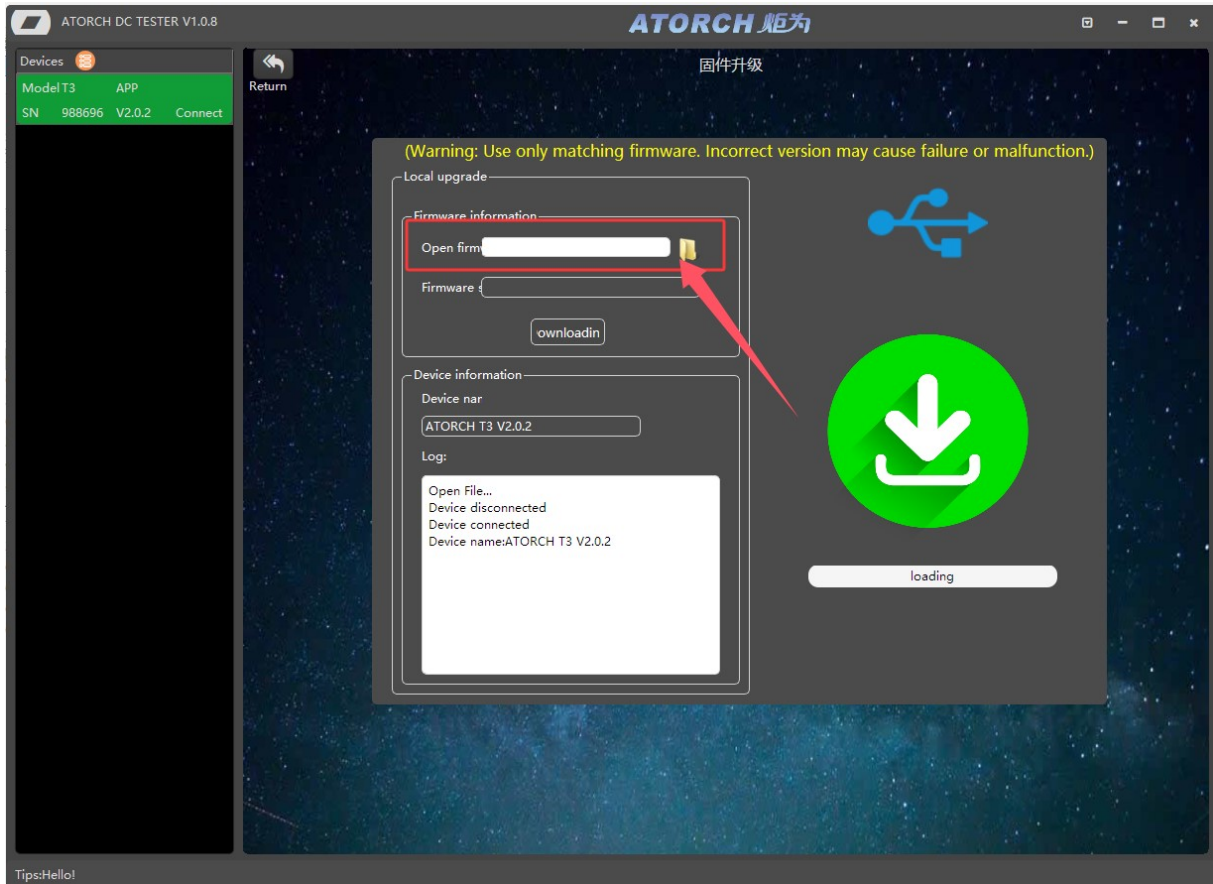 ATORCH DC TESTER V1.0.8
ATORCH 炬为
Devices
Model T3 APP
SN 988696 V2.0.2 Connect
Return
固件升级
(Warning: Use only matching firmware. Incorrect version may cause failure or malfunction.)
Local upgrade
Firmware information
Open firm
Firmware s
ownloadin
Device information
Device nar
ATORCH T3 V2.0.2
Log:
Open File...
Device disconnected
Device connected
Device name:ATORCH T3 V2.0.2
loading
Tips:Hello!